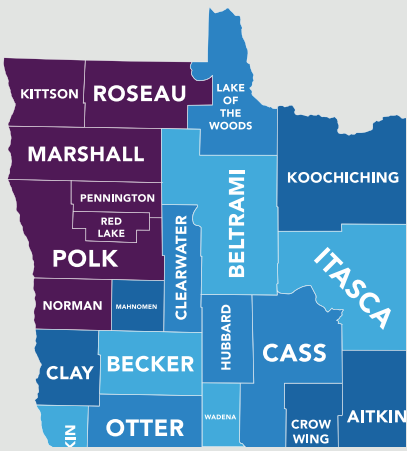 KITTSON
ROSEAU
LAKE
OF
THE
WOODS
MARSHALL
KOOCHICHING
PENNINGTON
RED
LAKE
BELTRAMI
CLEARWATER
POLK
ITASCA
NORMAN
MAHNOMEN
HUBBARD
CASS
CLAY
BECKER
WADENA
AITKIN
KIN
OTTER
CROW
WING